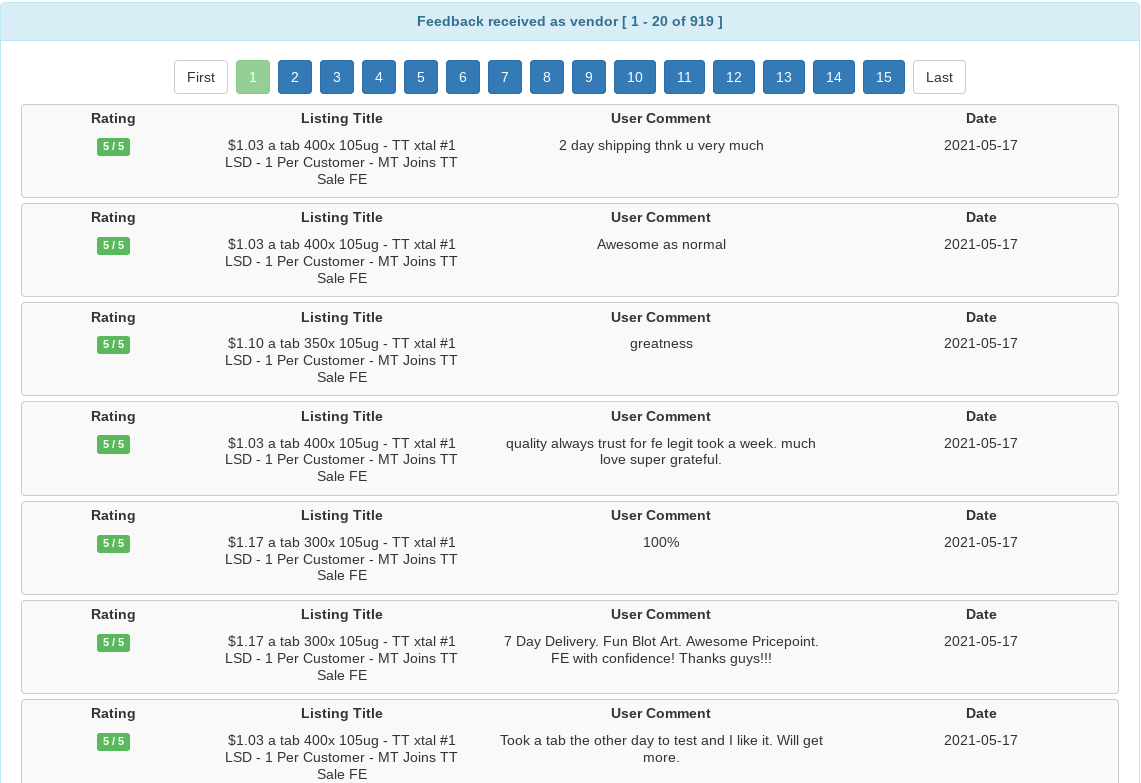 Feedback received as vendor [ 1 - 20 of 919 ]
First 1 2 3 4 5 6 7 8 9 10 11 12 13 14 15 Last
Rating Listing Title User Comment Date
5 / 5 $1.03 a tab 400x 105ug - TT xtal #1 2 day shipping thnk u very much 2021-05-17
LSD - 1 Per Customer - MT Joins TT
Sale FE
Rating Listing Title User Comment Date
5 / 5 $1.03 a tab 400x 105ug - TT xtal #1 Awesome as normal 2021-05-17
LSD - 1 Per Customer - MT Joins TT
Sale FE
Rating Listing Title User Comment Date
5 / 5 $1.10 a tab 350x 105ug - TT xtal #1 greatness 2021-05-17
LSD - 1 Per Customer - MT Joins TT
Sale FE
Rating Listing Title User Comment Date
5 / 5 $1.03 a tab 400x 105ug - TT xtal #1 quality always trust for fe legit took a week. much 2021-05-17
LSD - 1 Per Customer - MT Joins TT love super grateful.
Sale FE
Rating Listing Title User Comment Date
5 / 5 $1.17 a tab 300x 105ug - TT xtal #1 100% 2021-05-17
LSD - 1 Per Customer - MT Joins TT
Sale FE
Rating Listing Title User Comment Date
5 / 5 $1.17 a tab 300x 105ug - TT xtal #1 7 Day Delivery. Fun Blot Art. Awesome Pricepoint. 2021-05-17
LSD - 1 Per Customer - MT Joins TT FE with confidence! Thanks guys!!!
Sale FE
Rating Listing Title User Comment Date
5 / 5 $1.03 a tab 400x 105ug - TT xtal #1 Took a tab the other day to test and I like it. Will get 2021-05-17
LSD - 1 Per Customer - MT Joins TT more.
Sale FE